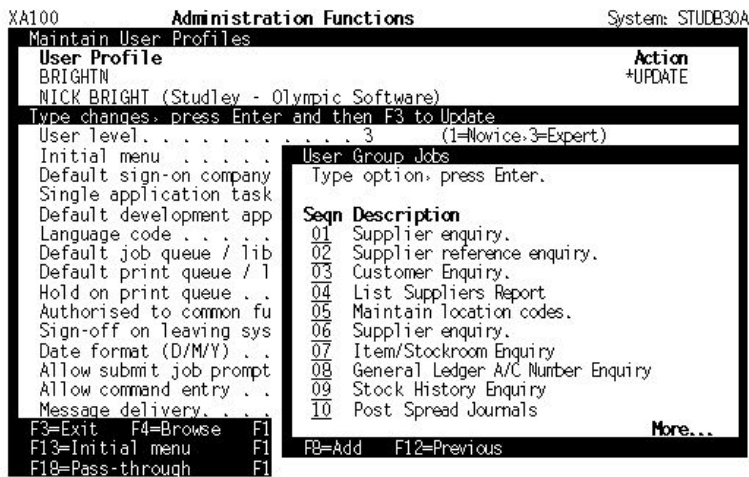 XA100 Administration Functions System: STUDB30A
Maintain User Profiles
User Profile Action
BRIGHTN *UPDATE
NICK BRIGHT (Studley - Olympic Software)
Type changes, press Enter and then F3 to Update
User level. . . . . . . . . . . . 3 (1=Novice,3=Expert)
Initial menu . . . . . User Group Jobs
Default sign-on company Type option, press Enter.
Single application task
Default development app Seqn Description
Language code . . . . . 01 Supplier enquiry.
Default job queue / lib 02 Supplier reference enquiry.
Default print queue / l 03 Customer Enquiry.
Hold on print queue . . 04 List Suppliers Report
Authorised to common fu 05 Maintain location codes.
Sign-off on leaving sys 06 Supplier enquiry.
Date format (D/M/Y) . . 07 Item/Stockroom Enquiry
Allow submit job prompt 08 General Ledger A/C Number Enquiry
Allow command entry . . 09 Stock History Enquiry
Message delivery. . . . 10 Post Spread Journals
F3=Exit F4=Browse F1 More...
F13=Initial menu F1 F8=Add F12=Previous
F18=Pass-through F1